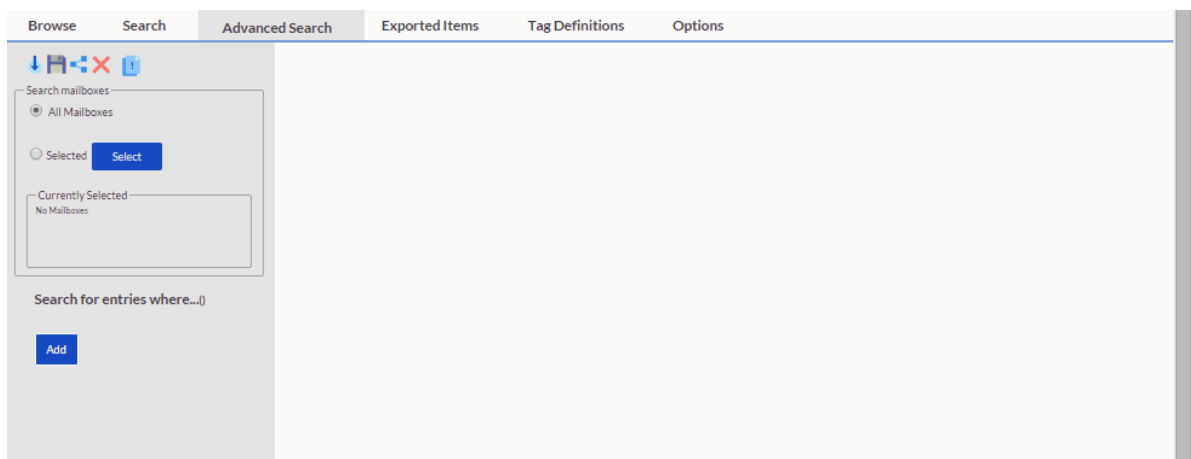 Browse Search Advanced Search Exported Items Tag Definitions Options
Search mailboxes
All Mailboxes
Selected Select
Currently Selected
No Mailboxes
Search for entries where...()
Add